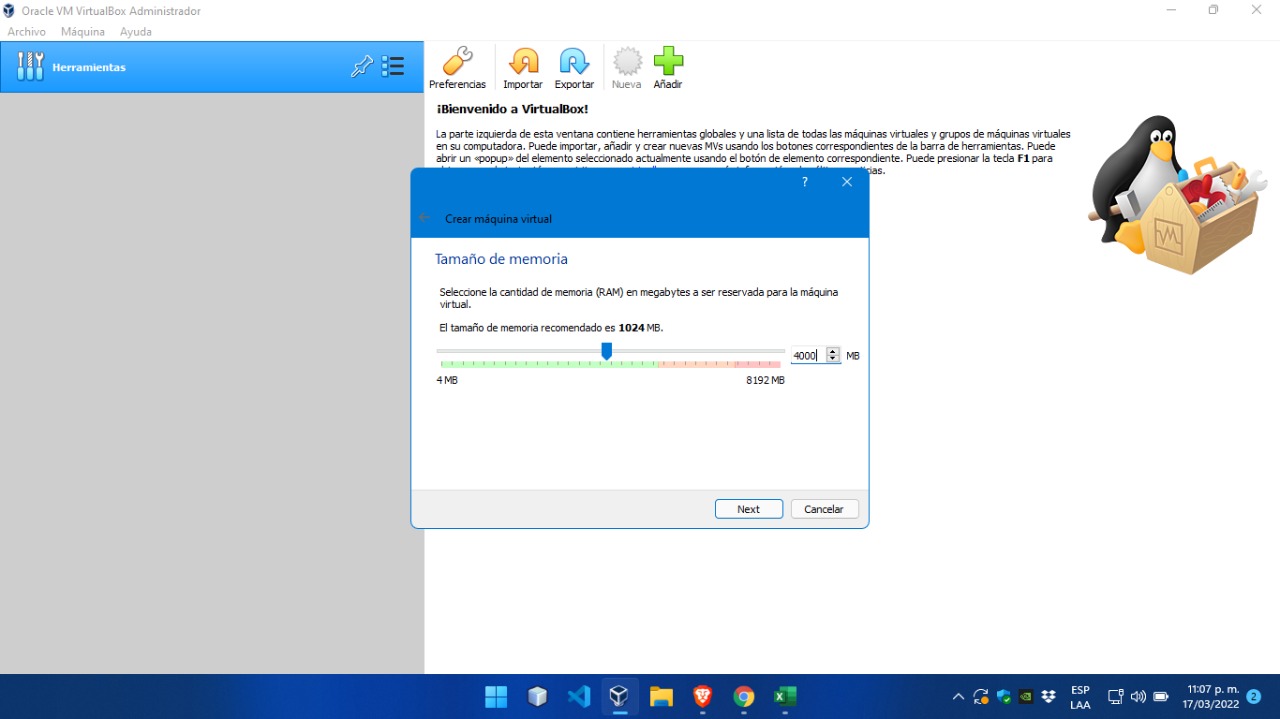 Oracle VM VirtualBox Administrador
Archivo Máquina Ayuda
Herramientas
Preferencias Importar Exportar Nueva Añadir
¡Bienvenido a VirtualBox!
La parte izquierda de esta ventana contiene herramientas globales y una lista de todas las máquinas virtuales y grupos de máquinas virtuales
en su computadora. Puede importar, añadir y crear nuevas MVs usando los botones correspondientes de la barra de herramientas. Puede
abrir un «popup» del elemento seleccionado actualmente usando el botón de elemento correspondiente. Puede presionar la tecla F1 para
?
Crear máquina virtual
Tamaño de memoria
Seleccione la cantidad de memoria (RAM) en megabytes a ser reservada para la máquina
virtual.
El tamaño de memoria recomendado es 1024 MB.
4000 MB
4 MB 8192 MB
Next Cancelar
ESP
LAA
11:07 p. m.
17/03/2022
2